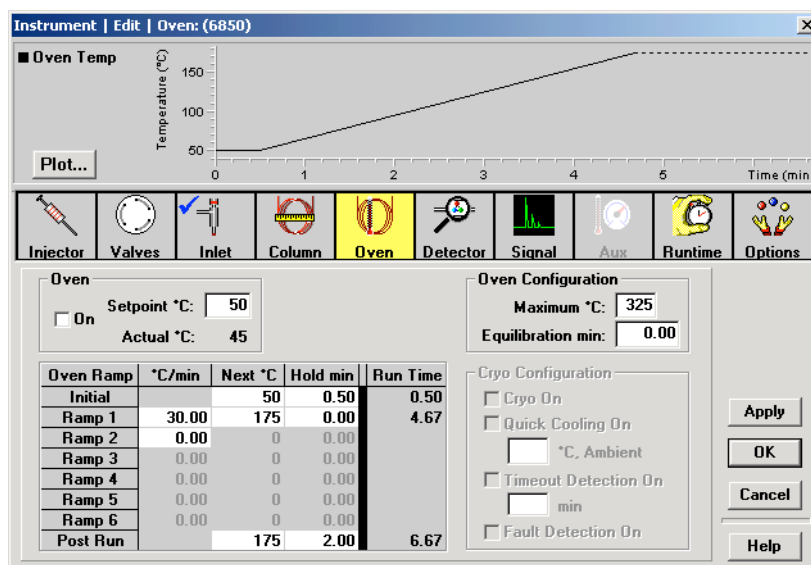 Instrument | Edit | Oven: (6850)
Oven Temp
Temperature (°C)
150
100
50
0 1 2 3 4 5 Time (min
Plot...
Injector Valves Inlet Column Oven Detector Signal Aux Runtime Options
Oven
On
Setpoint °C: 50
Actual °C: 45
Oven Configuration
Maximum °C: 325
Equilibration min: 0.00
Oven Ramp °C/min Next °C Hold min Run Time
Initial 50 0.50 0.50
Ramp 1 30.00 175 0.00 4.67
Ramp 2 0.00 0 0.00
Ramp 3 0.00 0 0.00
Ramp 4 0.00 0 0.00
Ramp 5 0.00 0 0.00
Ramp 6 0.00 0 0.00
Post Run 175 2.00 6.67
Cryo Configuration
Cryo On
Quick Cooling On
°C, Ambient
Timeout Detection On
min
Fault Detection On
Apply
OK
Cancel
Help